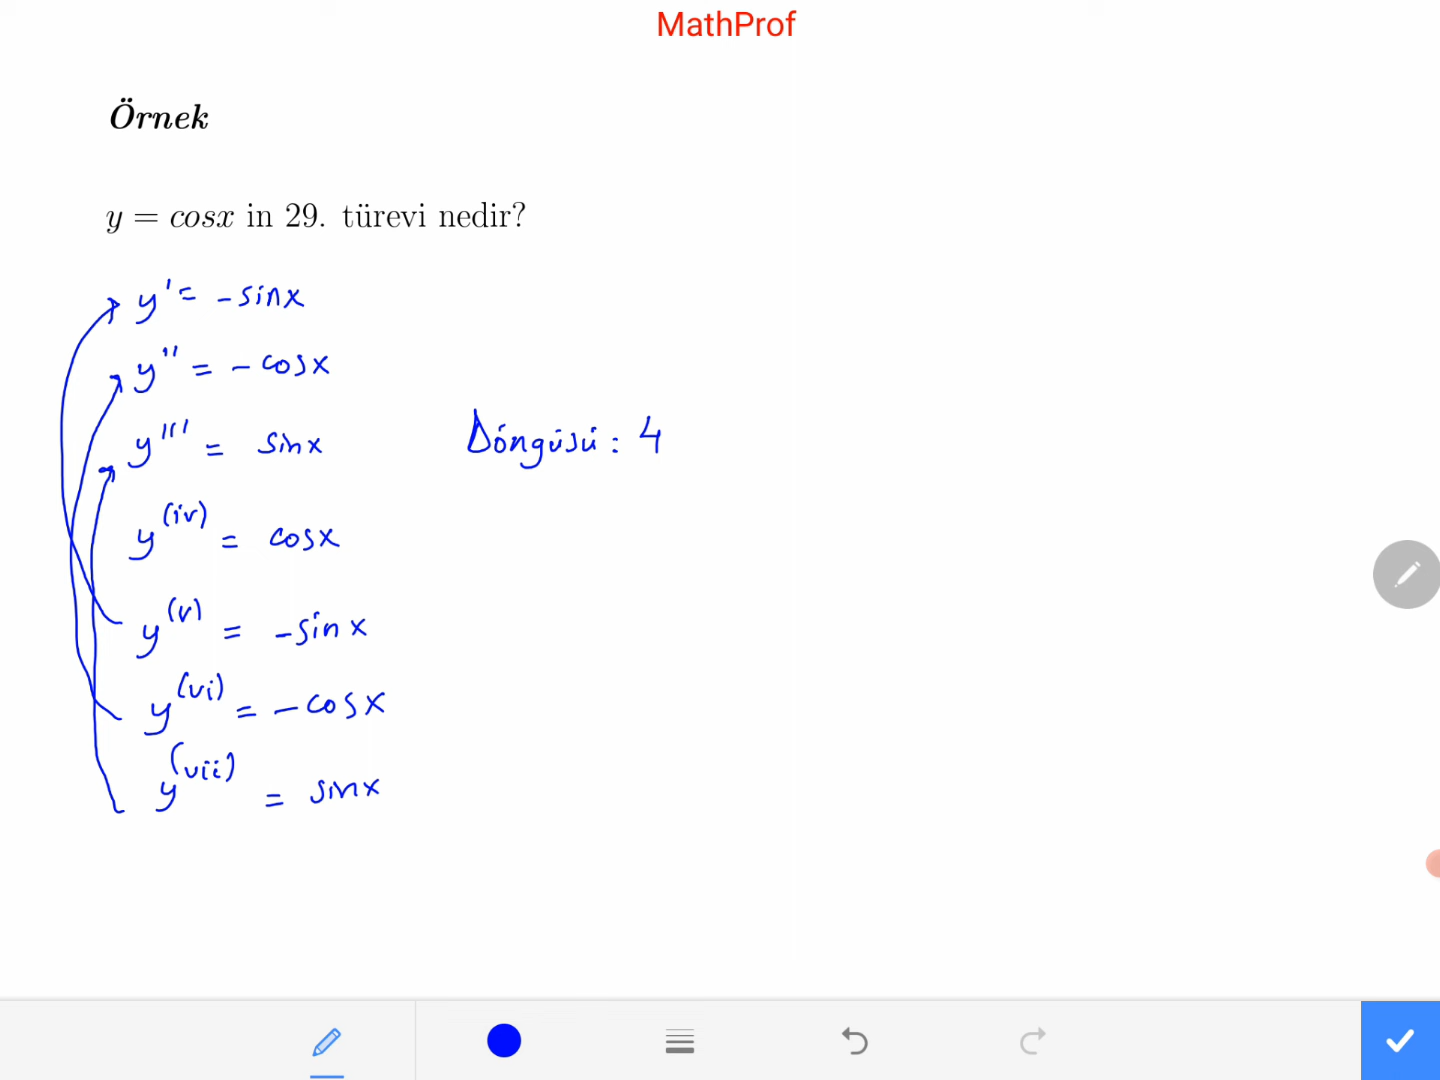 MathProf
Örnek
y = cosx in 29. türevi nedir?
y' = -sinx
y'' = -cosx
y''' = sinx
Döngüsü: 4
y^(iv) = cosx
y^(v) = -sinx
y^(vi) = -cosx
y^(vii) = sinx